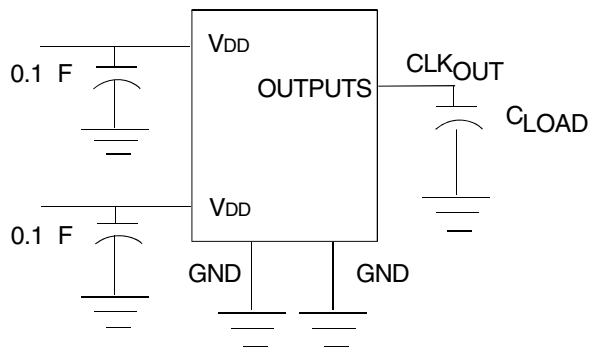 VDD
0.1 F
OUTPUTS
CLKOUT
CLOAD
VDD
0.1 F
GND
GND